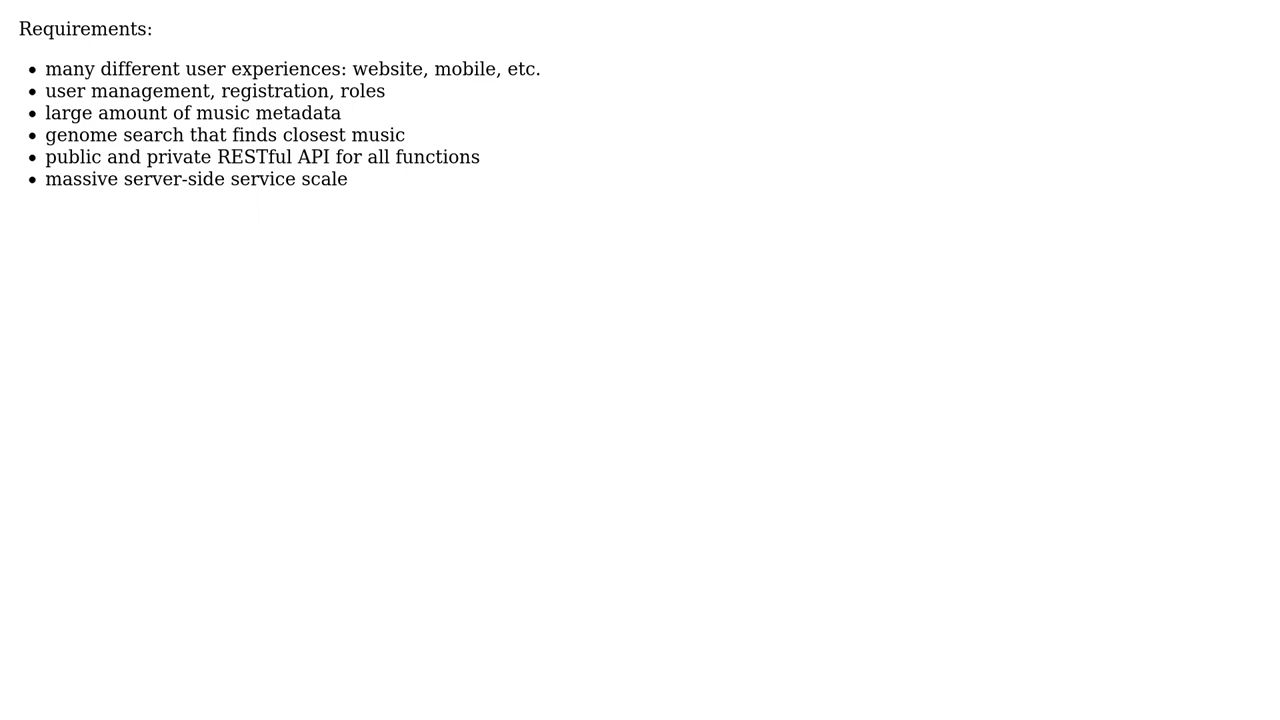 Requirements:
• many different user experiences: website, mobile, etc.
• user management, registration, roles
• large amount of music metadata
• genome search that finds closest music
• public and private RESTful API for all functions
• massive server-side service scale